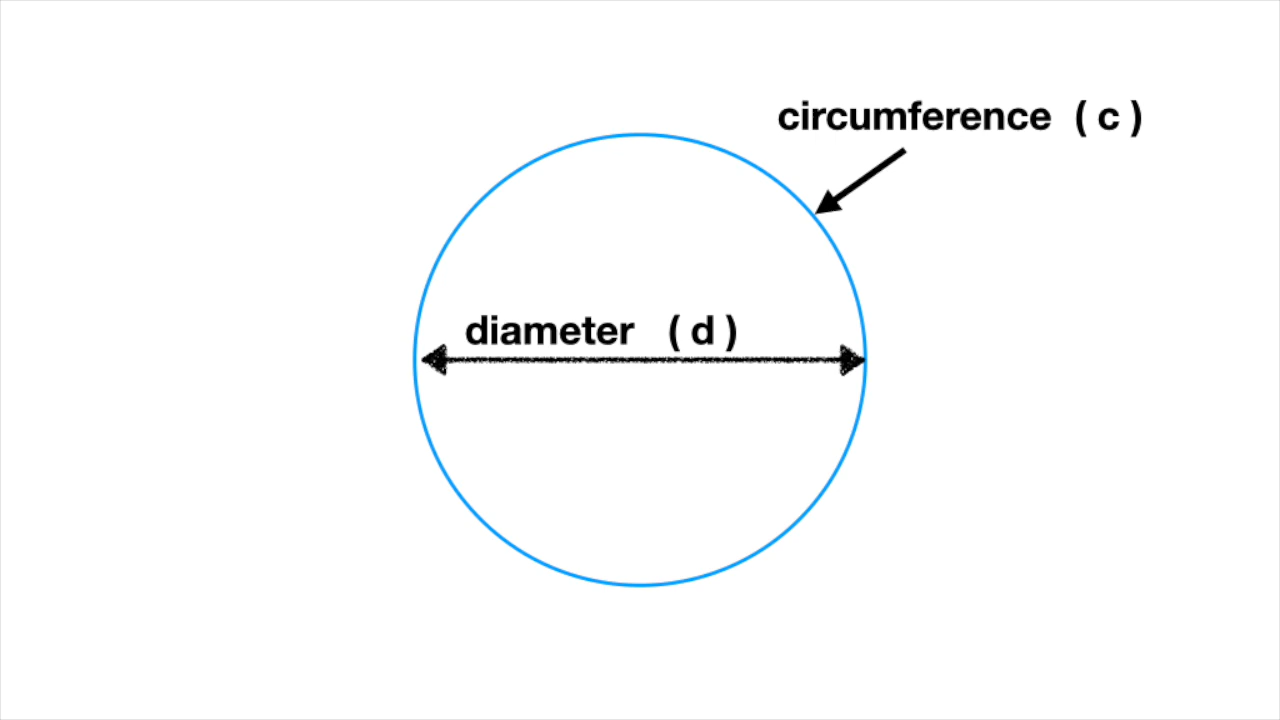 circumference ( c )
diameter ( d )